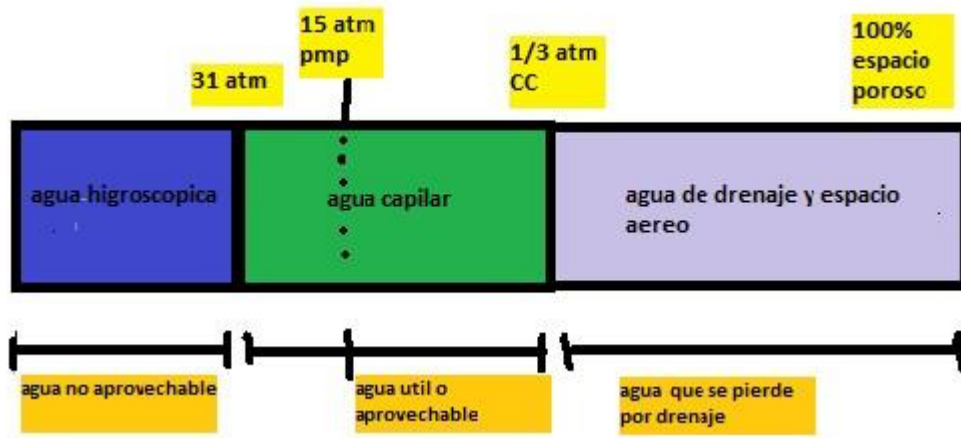 31 atm
15 atm
pmp
1/3 atm
CC
100%
espacio
poroso
agua higroscopica
agua capilar
agua de drenaje y espacio
aereo
agua no aprovechable
agua util o
aprovechable
agua que se pierde
por drenaje